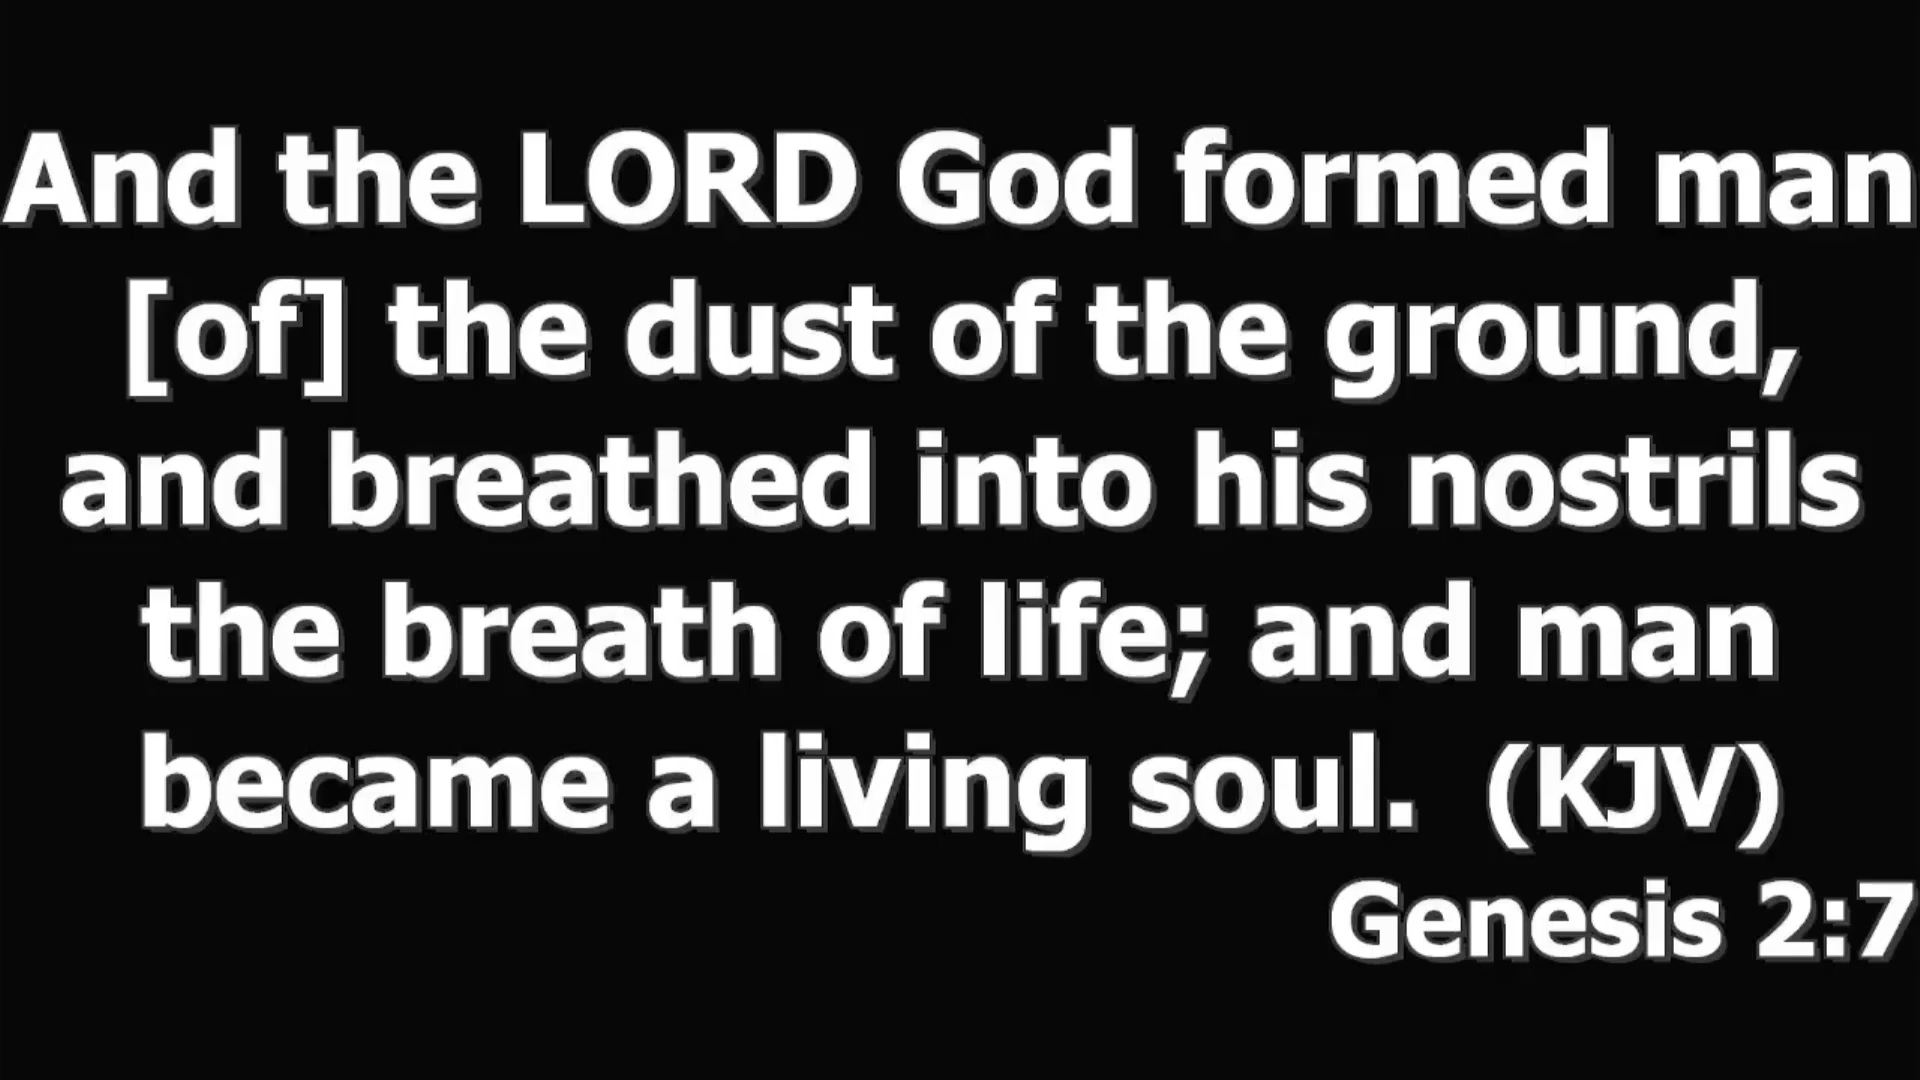 And the LORD God formed man
[of] the dust of the ground,
and breathed into his nostrils
the breath of life; and man
became a living soul.  (KJV)
Genesis 2:7